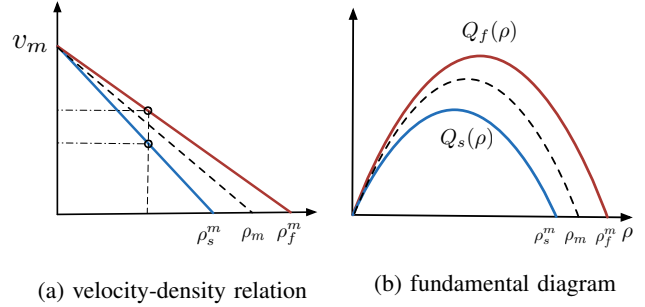 v_m
ρ_s^m ρ_m ρ_f^m
(a) velocity-density relation
Q_f(ρ)
Q_s(ρ)
ρ_s^m ρ_m ρ_f^m ρ
(b) fundamental diagram